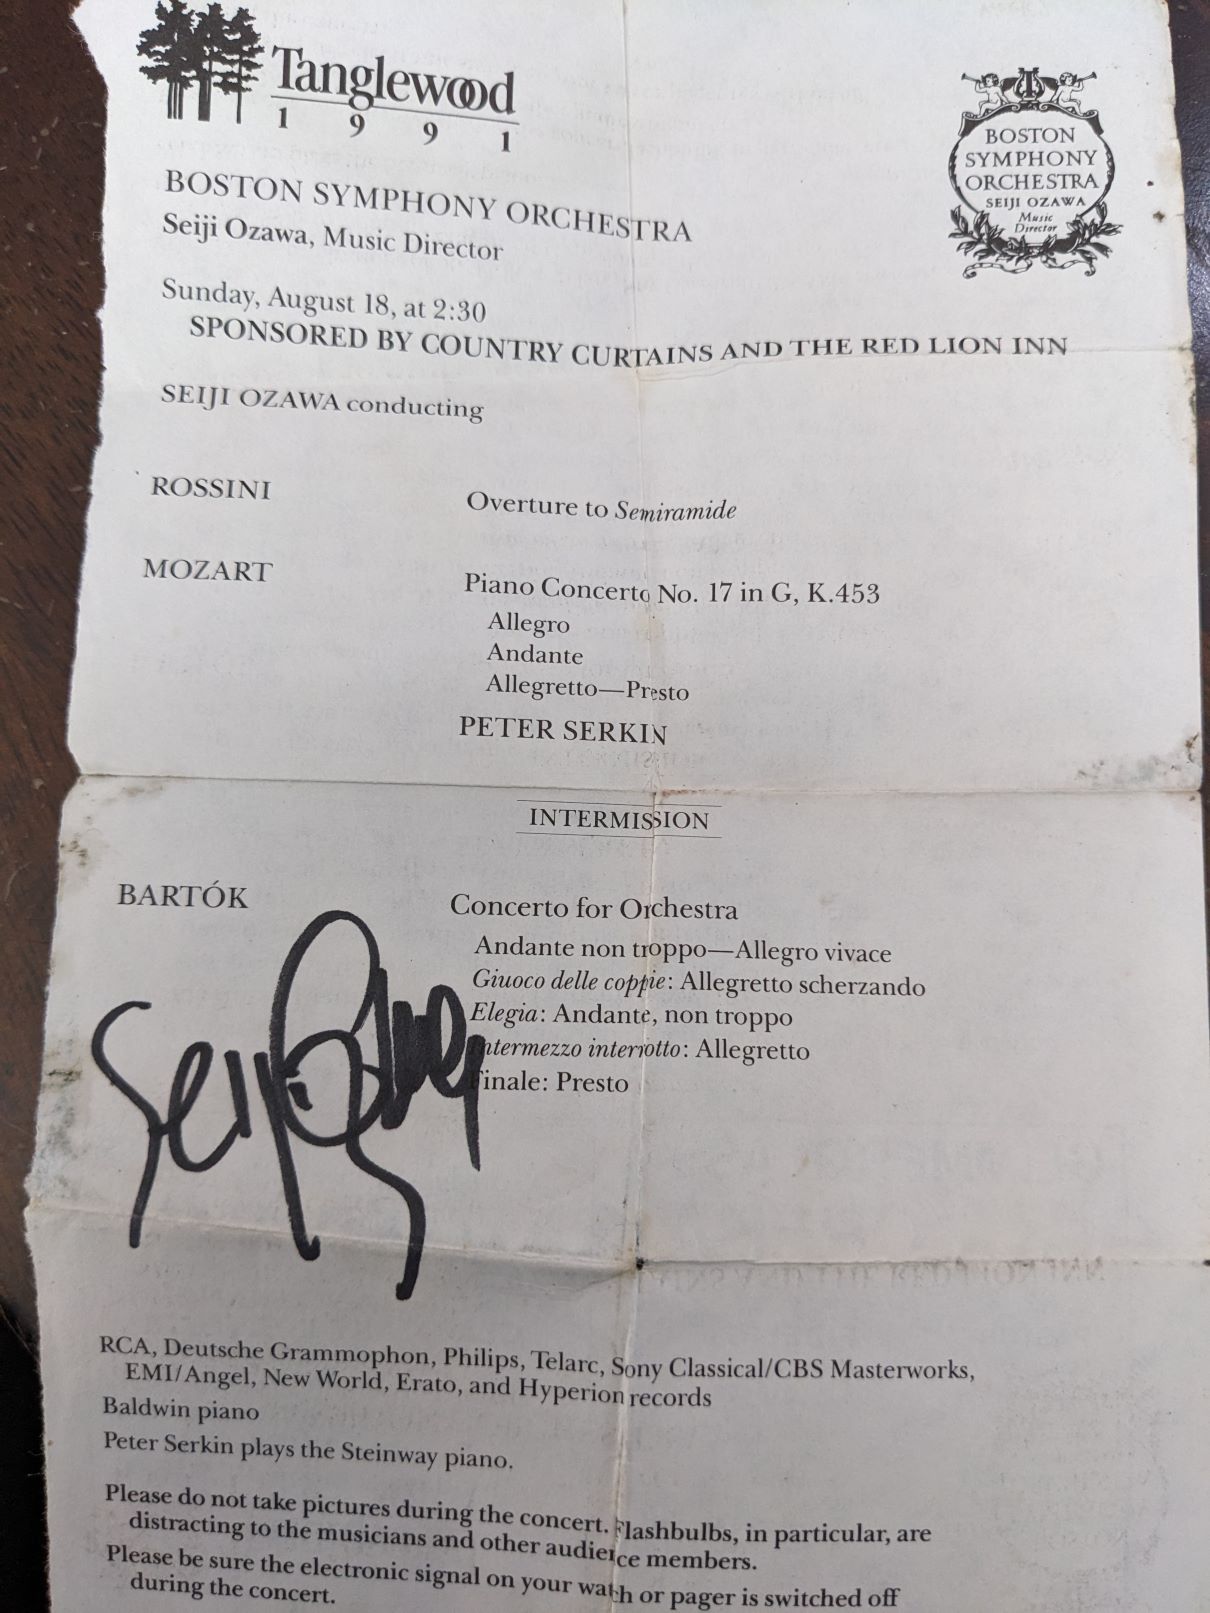 Tanglewood
1991
BOSTON
SYMPHONY
ORCHESTRA
SEIJI OZAWA
Music
Director
BOSTON SYMPHONY ORCHESTRA
Seiji Ozawa, Music Director
Sunday, August 18, at 2:30
SPONSORED BY COUNTRY CURTAINS AND THE RED LION INN
SEIJI OZAWA conducting
ROSSINI Overture to Semiramide
MOZART Piano Concerto No. 17 in G, K.453
Allegro
Andante
Allegretto—Presto
PETER SERKIN
INTERMISSION
BARTÓK Concerto for Orchestra
Andante non troppo—Allegro vivace
Giuoco delle coppie: Allegretto scherzando
Elegia: Andante, non troppo
Intermezzo interrotto: Allegretto
Finale: Presto
Seiji Ozawa
RCA, Deutsche Grammophon, Philips, Telarc, Sony Classical/CBS Masterworks,
EMI/Angel, New World, Erato, and Hyperion records
Baldwin piano
Peter Serkin plays the Steinway piano.
Please do not take pictures during the concert. Flashbulbs, in particular, are
distracting to the musicians and other audience members.
Please be sure the electronic signal on your watch or pager is switched off
during the concert.